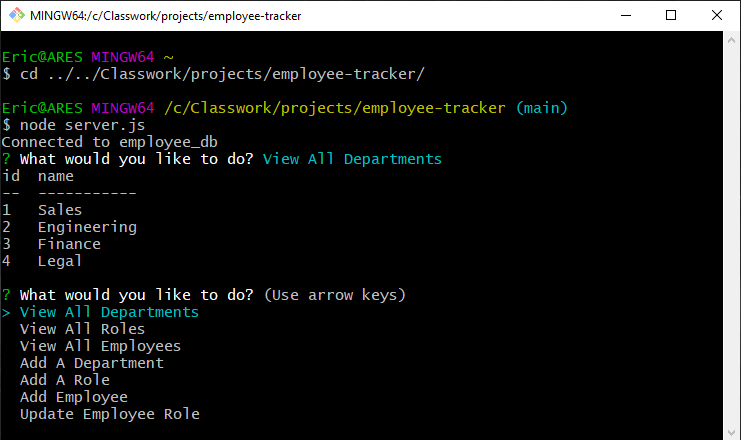 MINGW64:/c/Classwork/projects/employee-tracker
Eric@ARES MINGW64 ~
$ cd ../../Classwork/projects/employee-tracker/
Eric@ARES MINGW64 /c/Classwork/projects/employee-tracker (main)
$ node server.js
Connected to employee_db
? What would you like to do? View All Departments
id  name
--  -----------
1   Sales
2   Engineering
3   Finance
4   Legal
? What would you like to do? (Use arrow keys)
> View All Departments
  View All Roles
  View All Employees
  Add A Department
  Add A Role
  Add Employee
  Update Employee Role